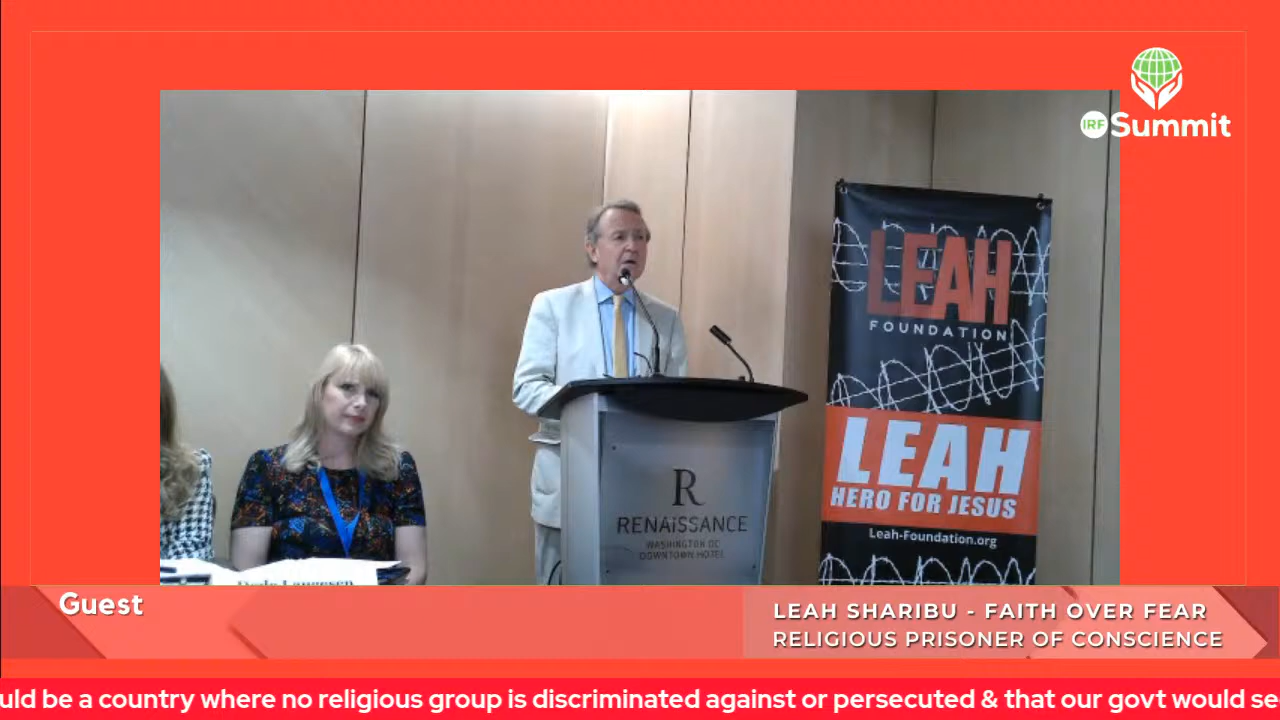 IRF Summit
LEAH
FOUNDATION
LEAH
HERO FOR JESUS
Leah-Foundation.org
R
RENAISSANCE
WASHINGTON DC
DOWNTOWN HOTEL
Guest
LEAH SHARIBU - FAITH OVER FEAR
RELIGIOUS PRISONER OF CONSCIENCE
uld be a country where no religious group is discriminated against or persecuted & that our govt would se